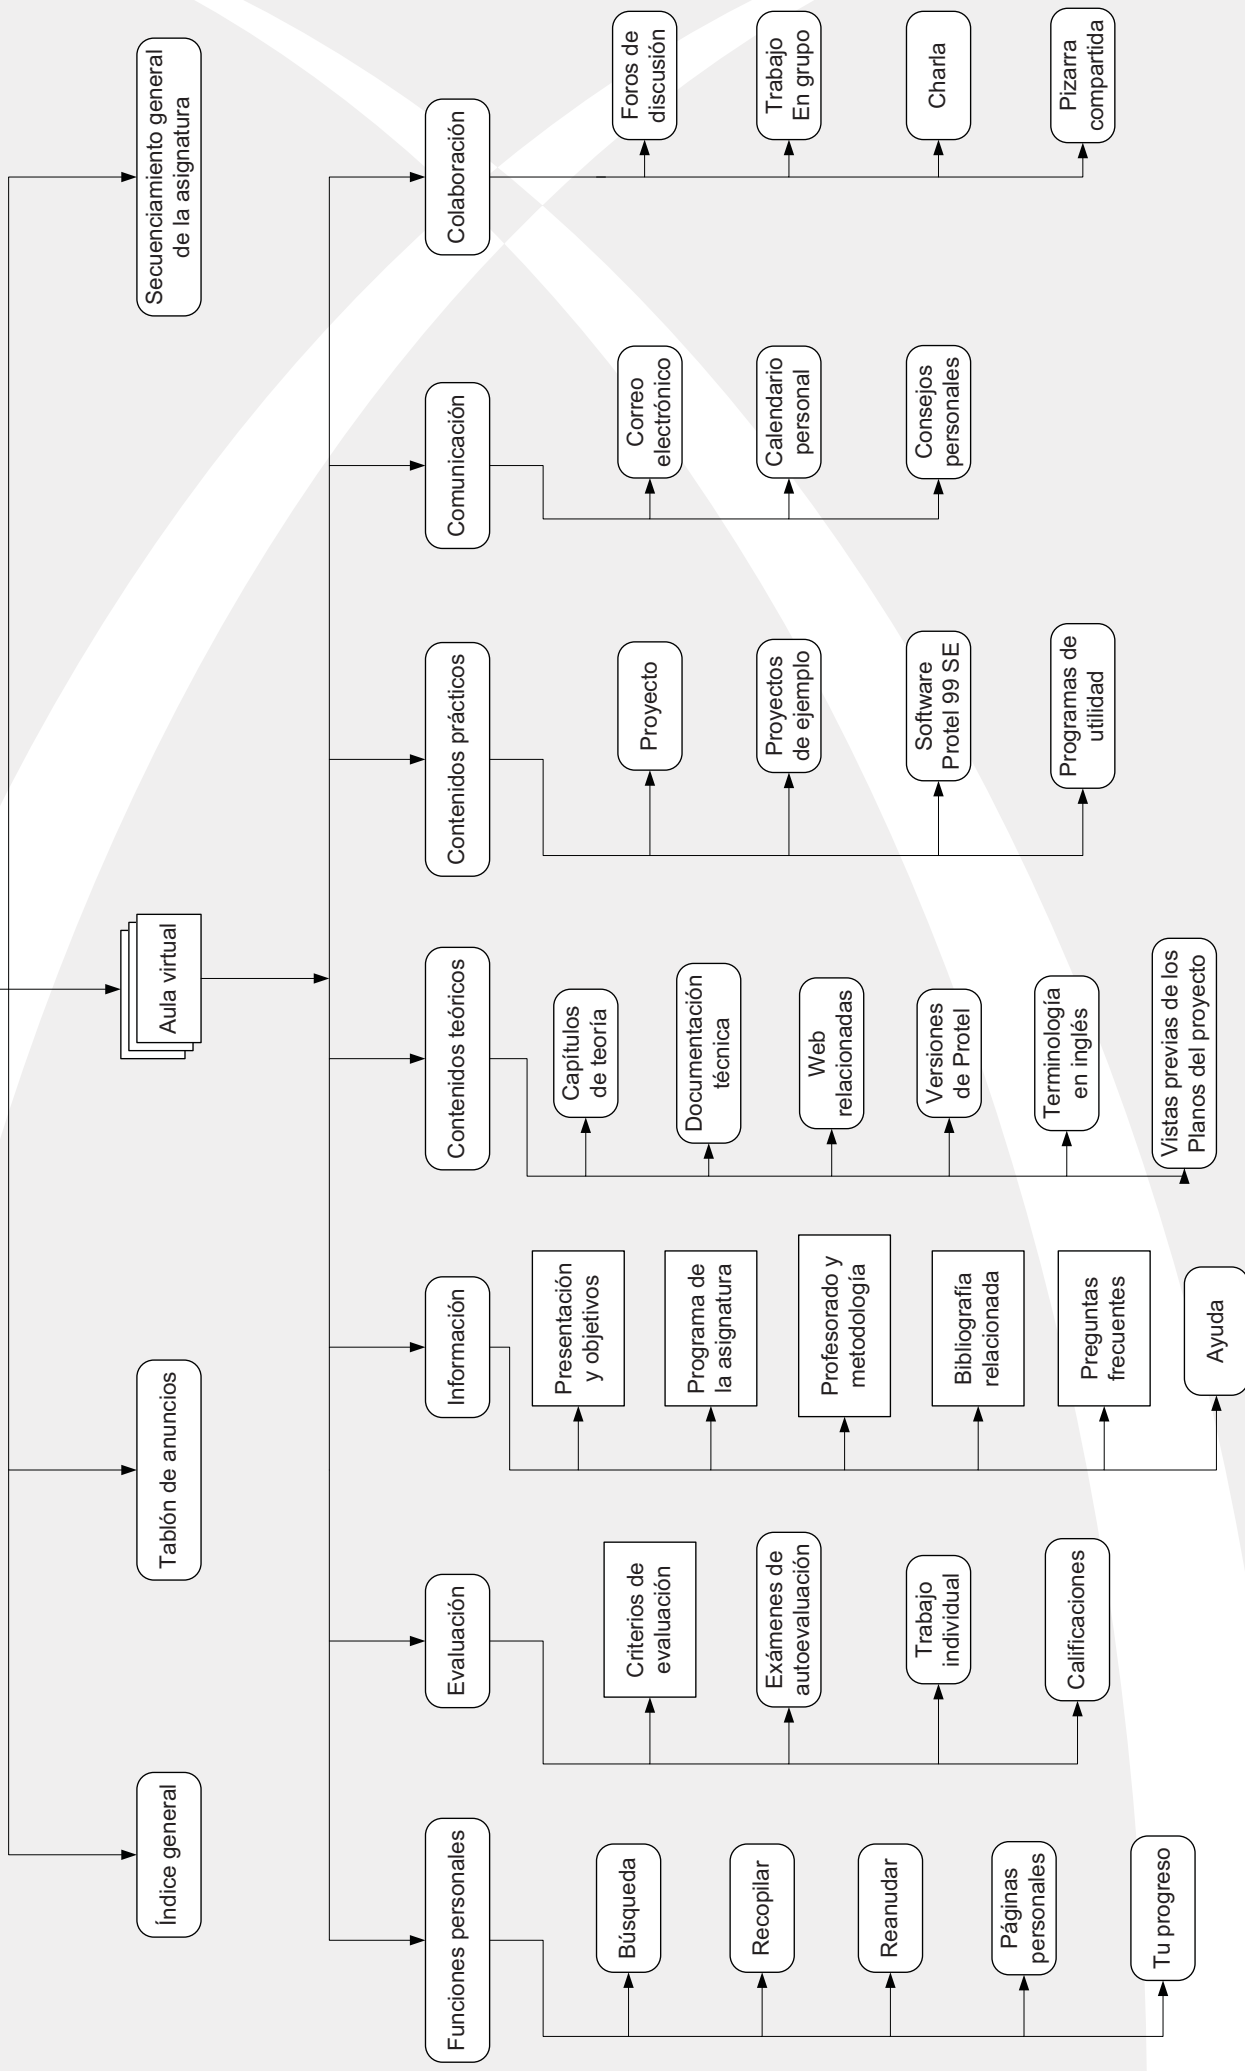 Índice general
Tablón de anuncios
Aula virtual
Secuenciamiento general
de la asignatura
Funciones personales
Búsqueda
Recopilar
Reanudar
Páginas
personales
Tu progreso
Evaluación
Criterios de
evaluación
Exámenes de
autoevaluación
Trabajo
individual
Calificaciones
Información
Presentación
y objetivos
Programa de
la asignatura
Profesorado y
metodología
Bibliografía
relacionada
Preguntas
frecuentes
Ayuda
Contenidos teóricos
Capítulos
de teoría
Documentación
técnica
Web
relacionadas
Versiones
de Protel
Terminología
en inglés
Vistas previas de los
Planos del proyecto
Contenidos prácticos
Proyecto
Proyectos
de ejemplo
Software
Protel 99 SE
Programas de
utilidad
Comunicación
Correo
electrónico
Calendario
personal
Consejos
personales
Colaboración
Foros de
discusión
Trabajo
En grupo
Charla
Pizarra
compartida